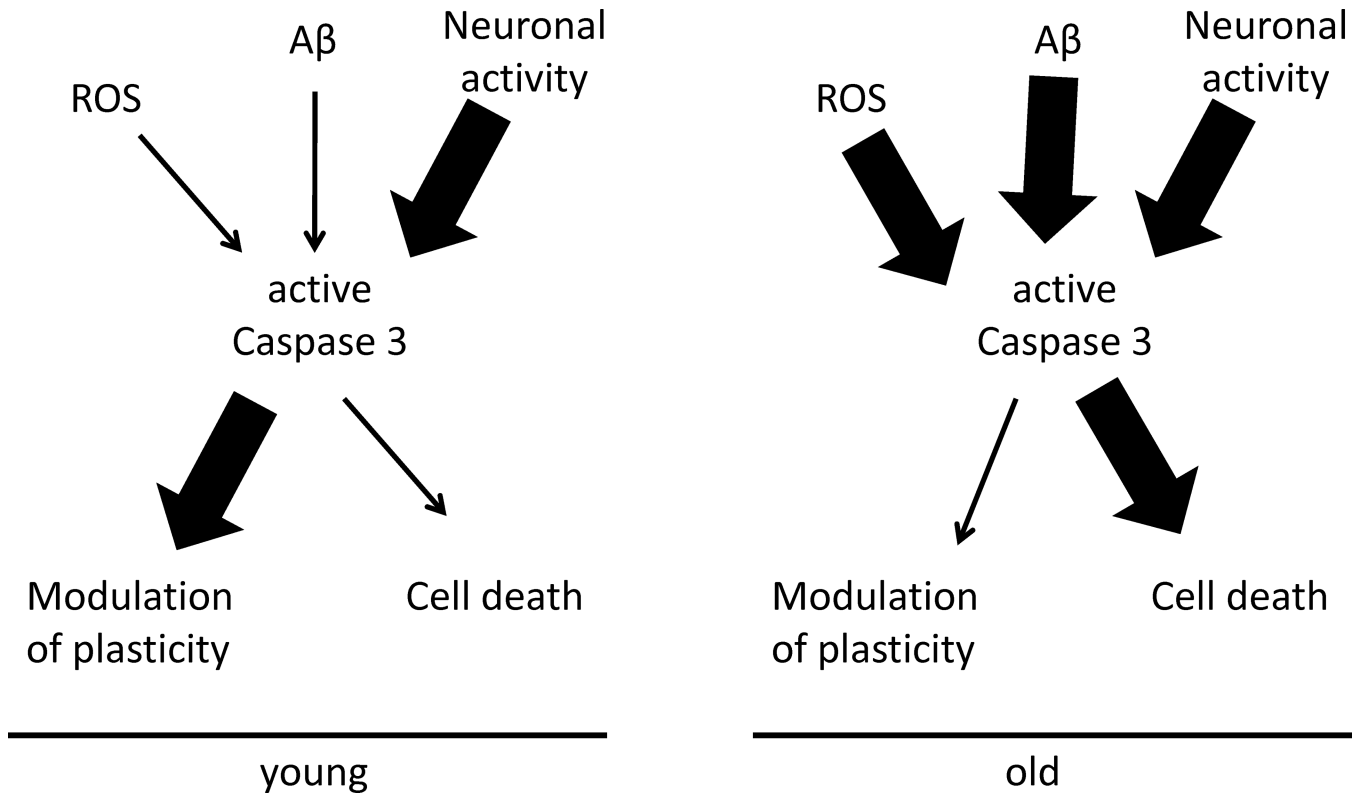 Aβ
Neuronal
activity
ROS
active
Caspase 3
Modulation
of plasticity
Cell death
young
Aβ
Neuronal
activity
ROS
active
Caspase 3
Modulation
of plasticity
Cell death
old